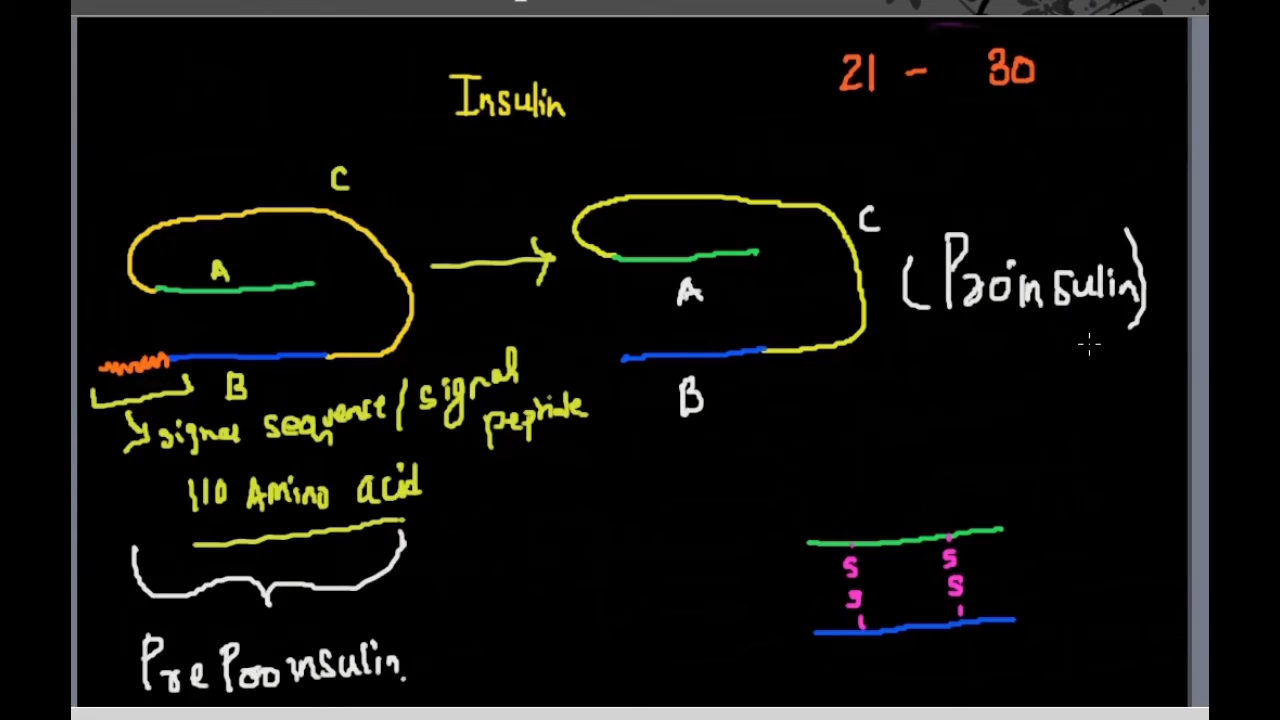 21 - 30
Insulin
C
C
A
(Proinsulin)
A
B
B
signal sequence / signal
peptide
110 Amino acid
S S
S S
PreProinsulin